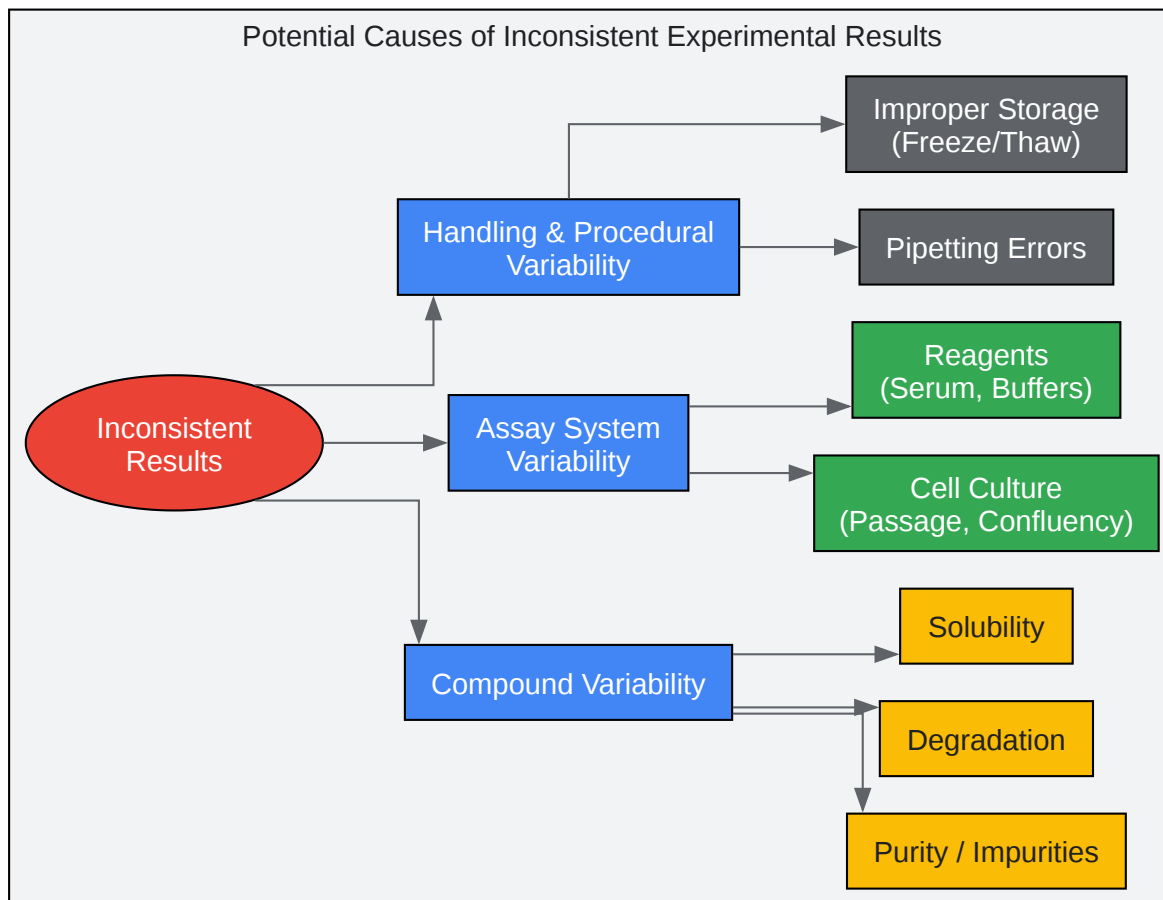 Potential Causes of Inconsistent Experimental Results
Improper Storage
(Freeze/Thaw)
Handling & Procedural
Variability
Pipetting Errors
Reagents
(Serum, Buffers)
Inconsistent
Results
Assay System
Variability
Cell Culture
(Passage, Confluency)
Solubility
Compound Variability
Degradation
Purity / Impurities